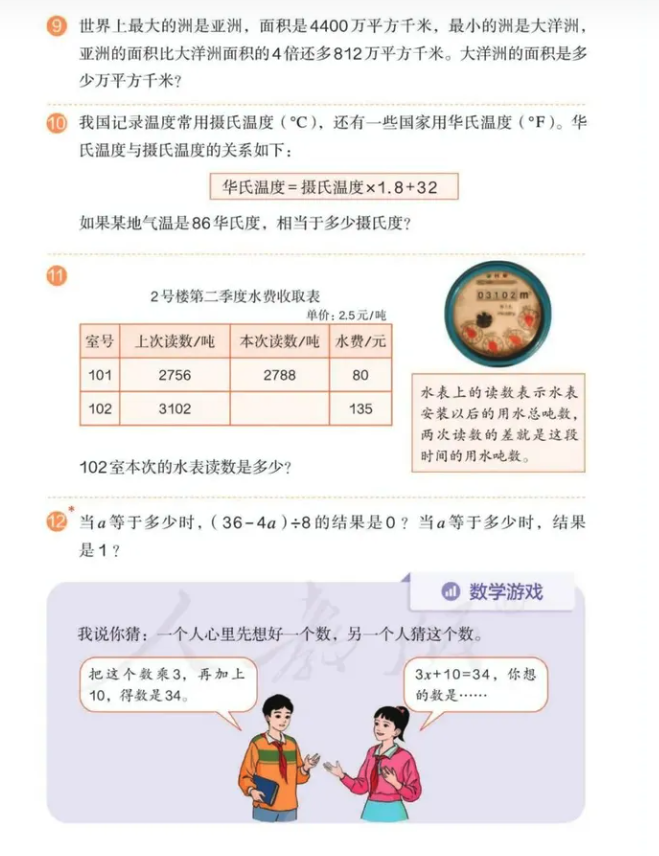 9 世界上最大的洲是亚洲，面积是4400万平方千米，最小的洲是大洋洲，
亚洲的面积比大洋洲面积的4倍还多812万平方千米。大洋洲的面积是多
少万平方千米？
10 我国记录温度常用摄氏温度（℃），还有一些国家用华氏温度（°F）。华
氏温度与摄氏温度的关系如下：
华氏温度=摄氏温度×1.8+32
如果某地气温是86华氏度，相当于多少摄氏度？
11
2号楼第二季度水费收取表
单价：2.5元/吨
室号 上次读数/吨 本次读数/吨 水费/元
101 2756 2788 80
102 3102 135
03102 m
水表上的读数表示水表
安装以后的用水总吨数，
两次读数的差就是这段
时间的用水吨数。
102室本次的水表读数是多少？
12* 当a等于多少时，（36-4a）÷8的结果是0？当a等于多少时，结果
是1？
数学游戏
我说你猜：一个人心里先想好一个数，另一个人猜这个数。
把这个数乘3，再加上
10，得数是34。
3x+10=34，你想
的数是……
人教版